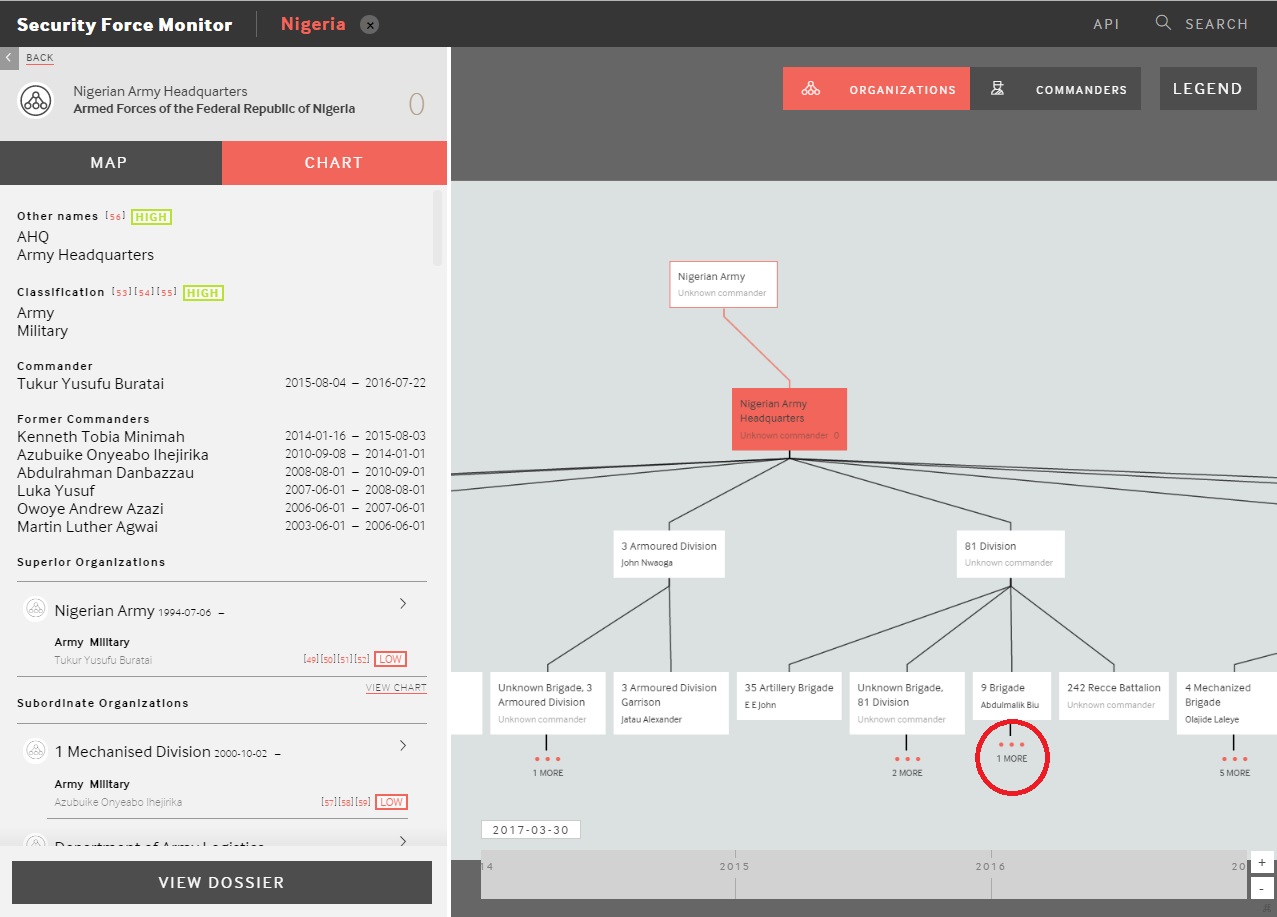 Security Force Monitor
Nigeria
API
SEARCH
BACK
Nigerian Army Headquarters
Armed Forces of the Federal Republic of Nigeria
0
ORGANIZATIONS
COMMANDERS
LEGEND
MAP
CHART
Other names [56] HIGH
AHQ
Army Headquarters
Classification [53][54][55] HIGH
Army
Military
Commander
Tukur Yusufu Buratai 2015-08-04 – 2016-07-22
Former Commanders
Kenneth Tobia Minimah 2014-01-16 – 2015-08-03
Azubuike Onyeabo Ihejirika 2010-09-08 – 2014-01-01
Abdulrahman Danbazzau 2008-08-01 – 2010-09-01
Luka Yusuf 2007-06-01 – 2008-08-01
Owoye Andrew Azazi 2006-06-01 – 2007-06-01
Martin Luther Agwai 2003-06-01 – 2006-06-01
Superior Organizations
Nigerian Army 1994-07-06 –
Army Military
Tukur Yusufu Buratai [49][50][51][52] LOW
VIEW CHART
Subordinate Organizations
1 Mechanised Division 2000-10-02 –
Army Military
Azubuike Onyeabo Ihejirika [57][58][59] LOW
Department of Army Logistics
VIEW DOSSIER
Nigerian Army
Unknown commander
Nigerian Army
Headquarters
Unknown commander 0
3 Armoured Division
John Nwaoga
81 Division
Unknown commander
Unknown Brigade, 3
Armoured Division
Unknown commander
1 MORE
3 Armoured Division
Garrison
Jatau Alexander
35 Artillery Brigade
E E John
Unknown Brigade,
81 Division
Unknown commander
2 MORE
9 Brigade
Abdulmalik Biu
1 MORE
242 Recce Battalion
Unknown commander
4 Mechanized
Brigade
Olajide Laleye
5 MORE
2017-03-30
14
2015
2016
20
+
-